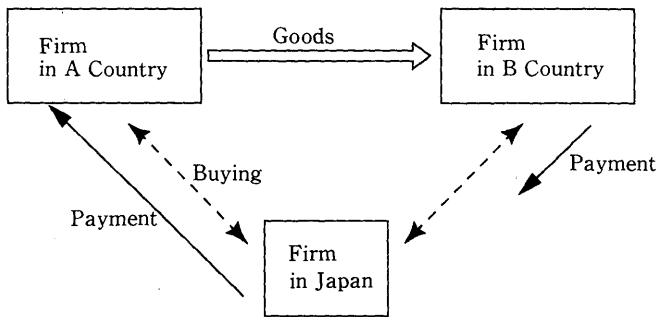 Firm
in A Country
Goods
Firm
in B Country
Buying
Payment
Payment
Firm
in Japan